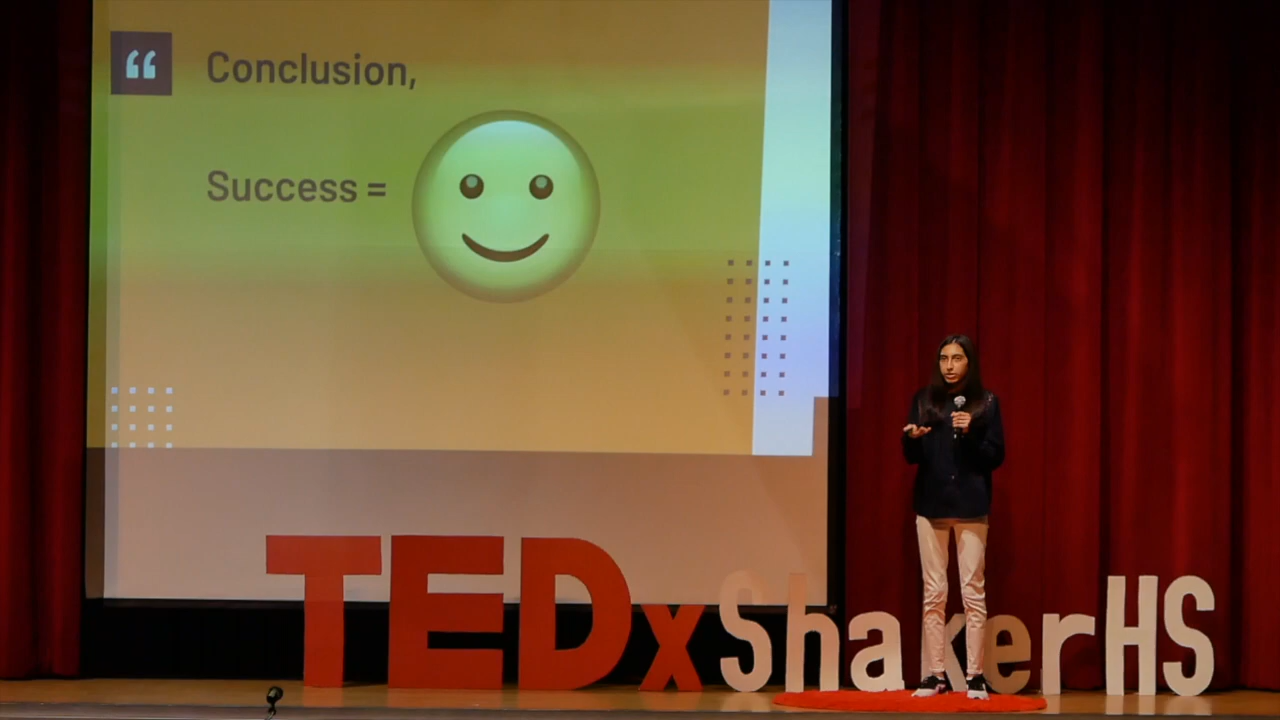 “
Conclusion,
Success =
TEDxShakerHS